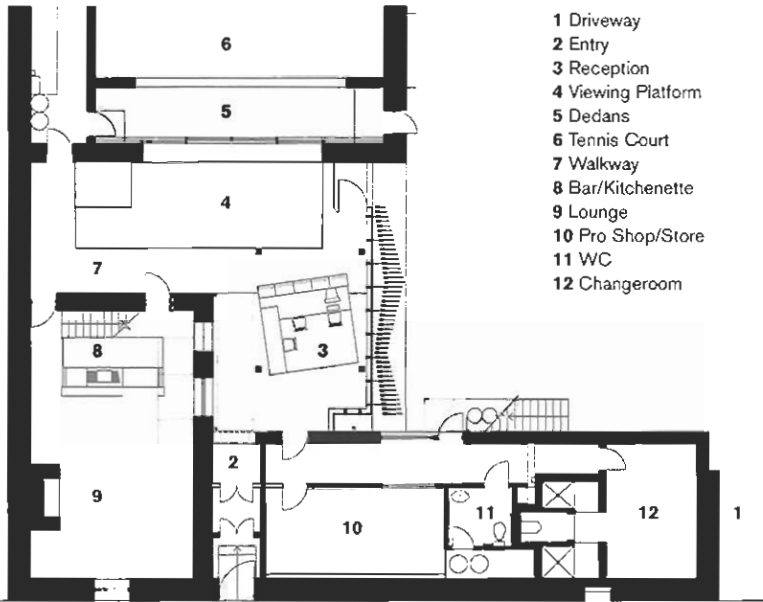 1 Driveway
2 Entry
3 Reception
4 Viewing Platform
5 Dedans
6 Tennis Court
7 Walkway
8 Bar/Kitchenette
9 Lounge
10 Pro Shop/Store
11 WC
12 Changeroom
6
5
4
7
8
3
2
9
10
11
12
1